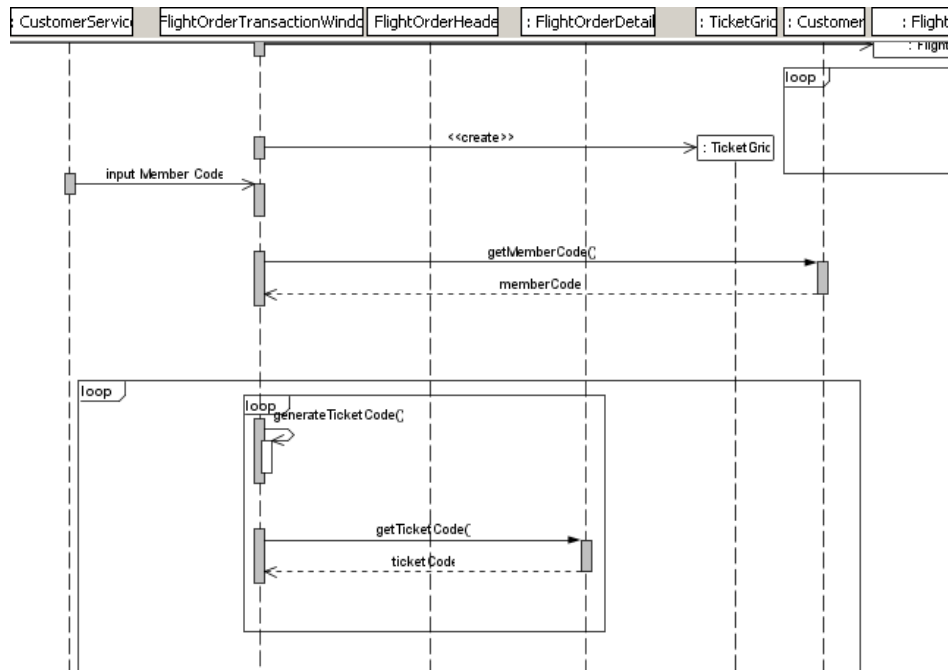 : CustomerServic
FlightOrderTransactionWindo
FlightOrderHeade
: FlightOrderDetail
: TicketGrid
: Customer
: Flight
: Fligh
loop
<<create>>
: TicketGrid
input Member Code
getMemberCode()
memberCode
loop
loop
generateTicketCode()
getTicketCode()
ticketCode